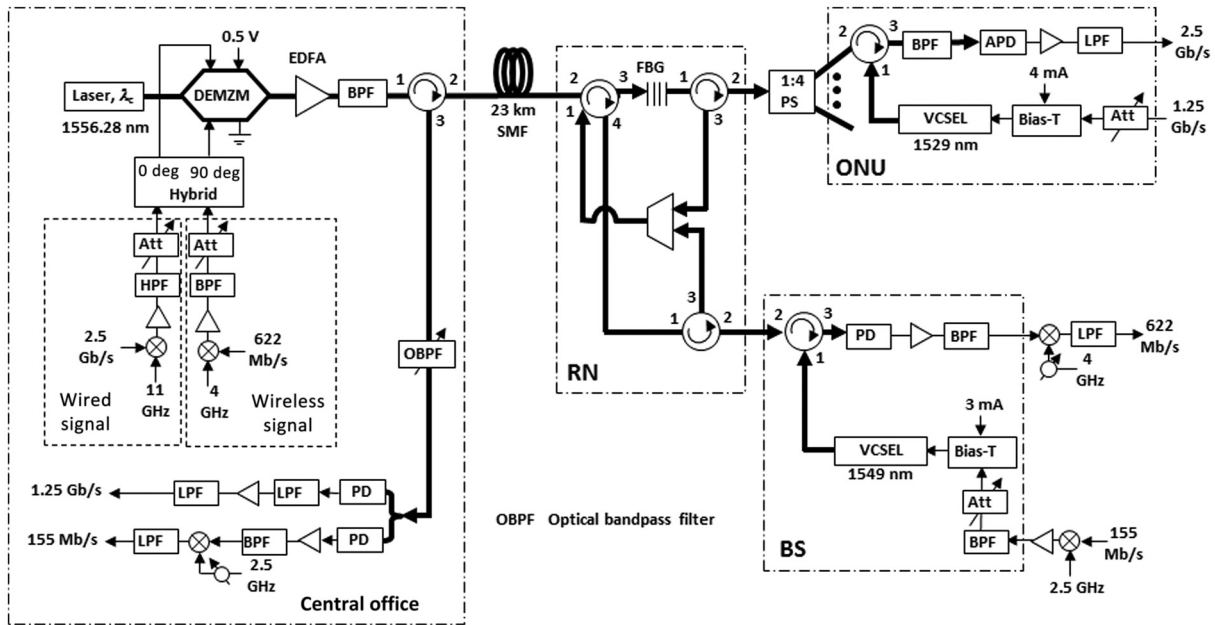 Laser, λc
1556.28 nm
0.5 V
DEMZM
EDFA
BPF
1
2
3
0 deg
90 deg
Hybrid
Att
Att
HPF
BPF
2.5
Gb/s
622
Mb/s
11
GHz
4
GHz
Wired
signal
Wireless
signal
OBPF
1.25 Gb/s
LPF
LPF
PD
155 Mb/s
LPF
BPF
PD
2.5
GHz
Central office
23 km
SMF
2
3
1
4
FBG
1
2
3
3
1
2
RN
OBPF Optical bandpass filter
1:4
PS
2
3
1
BPF
APD
LPF
2.5
Gb/s
4 mA
VCSEL
1529 nm
Bias-T
Att
1.25
Gb/s
ONU
2
3
1
PD
BPF
LPF
622
Mb/s
4
GHz
3 mA
VCSEL
1549 nm
Bias-T
Att
BPF
155
Mb/s
2.5 GHz
BS